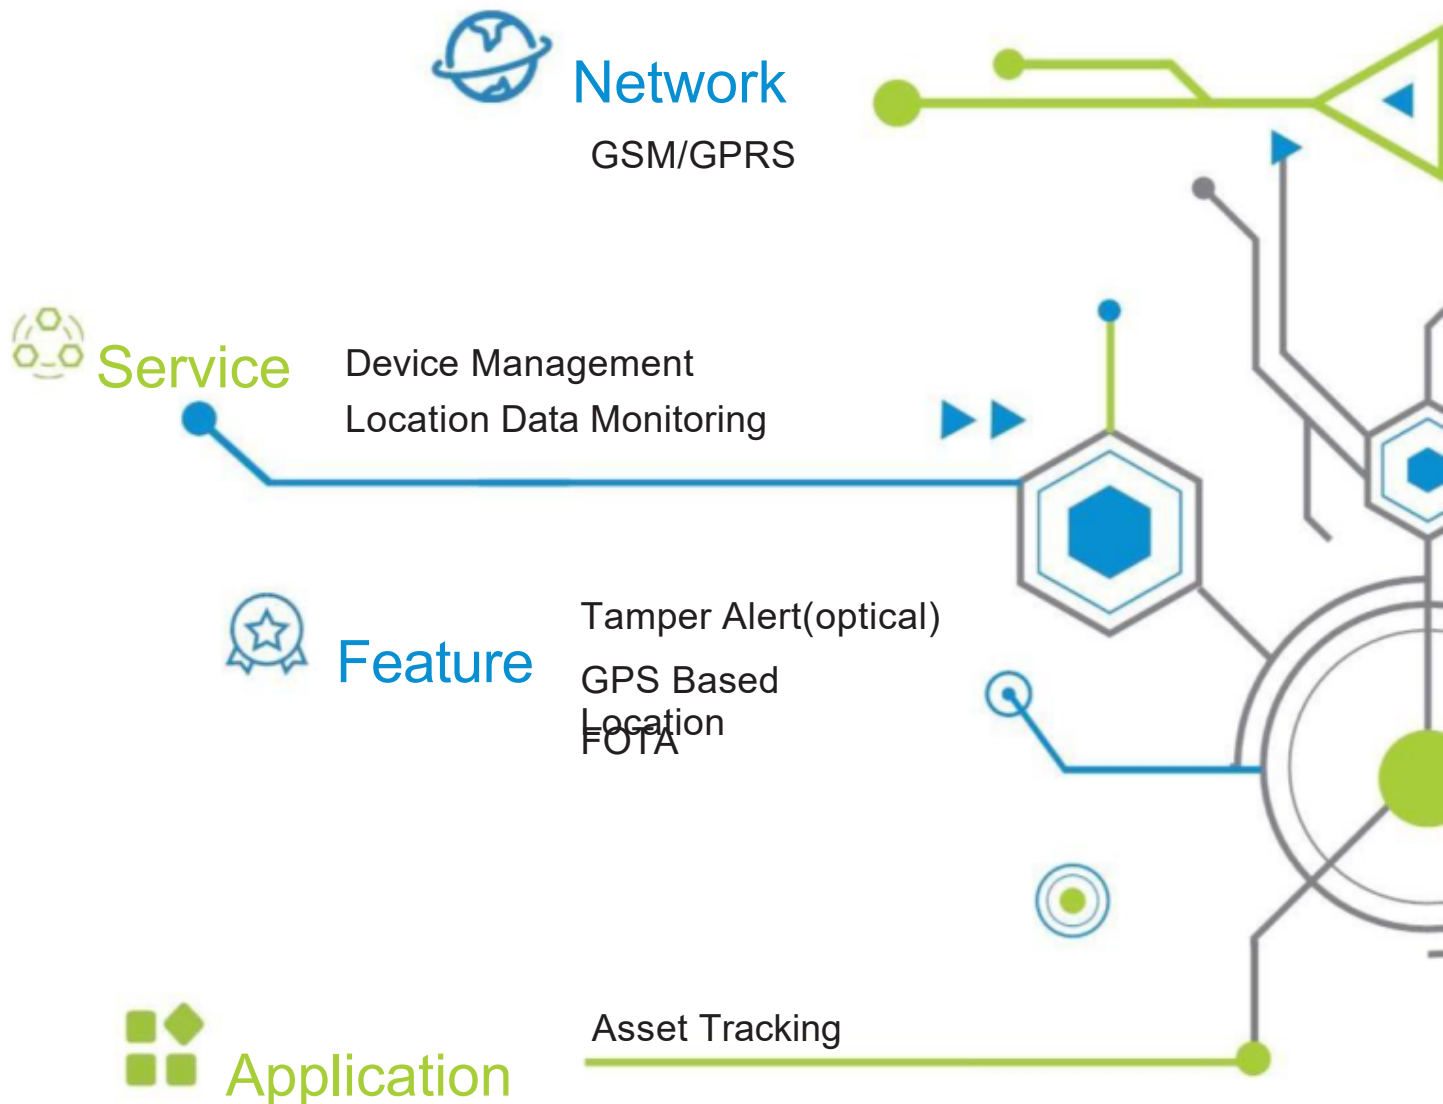 Network
GSM/GPRS
Service
Device Management
Location Data Monitoring
Feature
Tamper Alert(optical)
GPS Based
Location
FOTA
Application
Asset Tracking